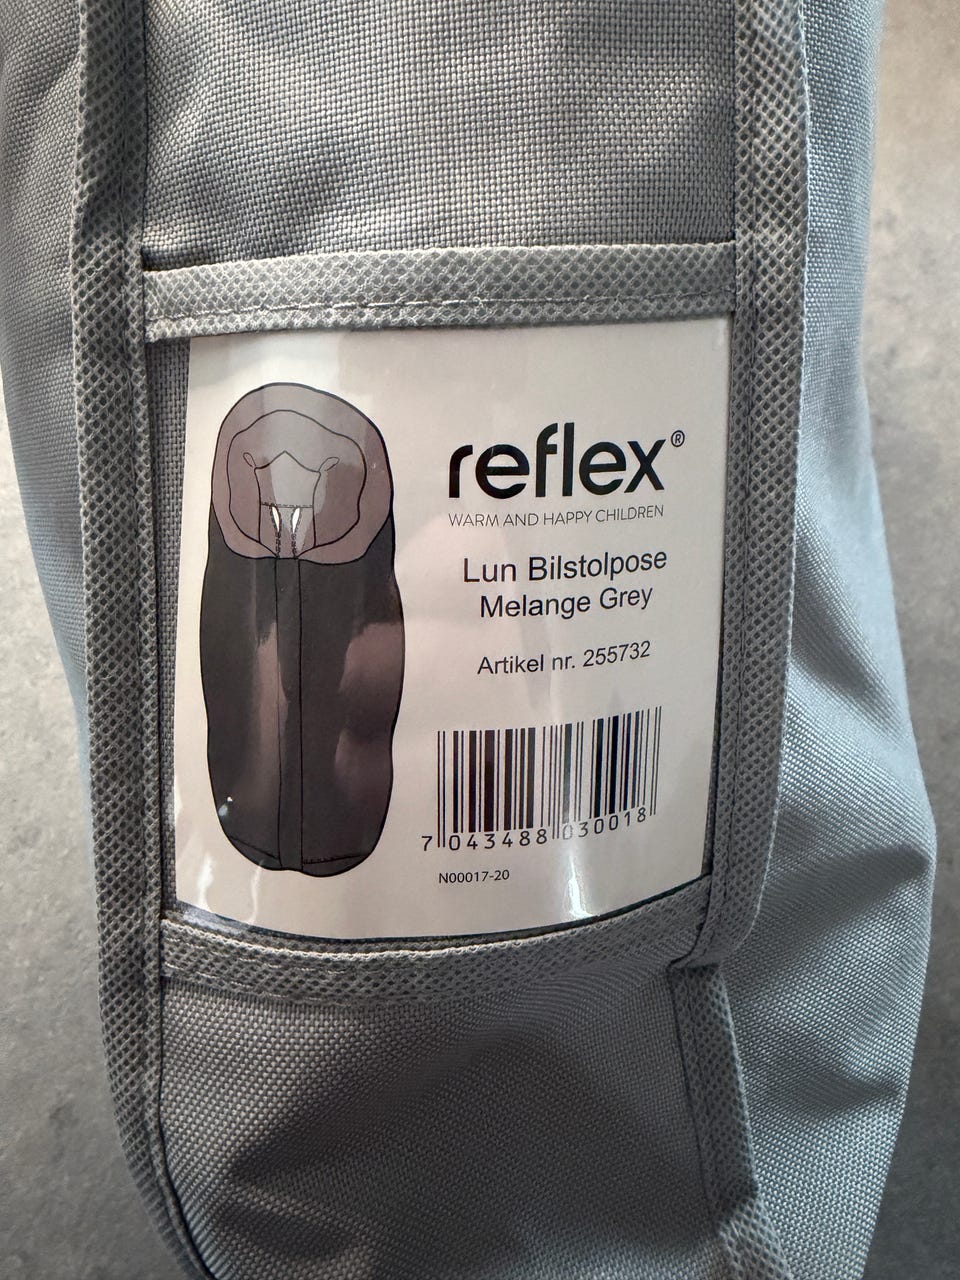 reflex®
WARM AND HAPPY CHILDREN
Lun Bilstolpose
Melange Grey
Artikel nr. 255732
7 043488 030018
N00017-20